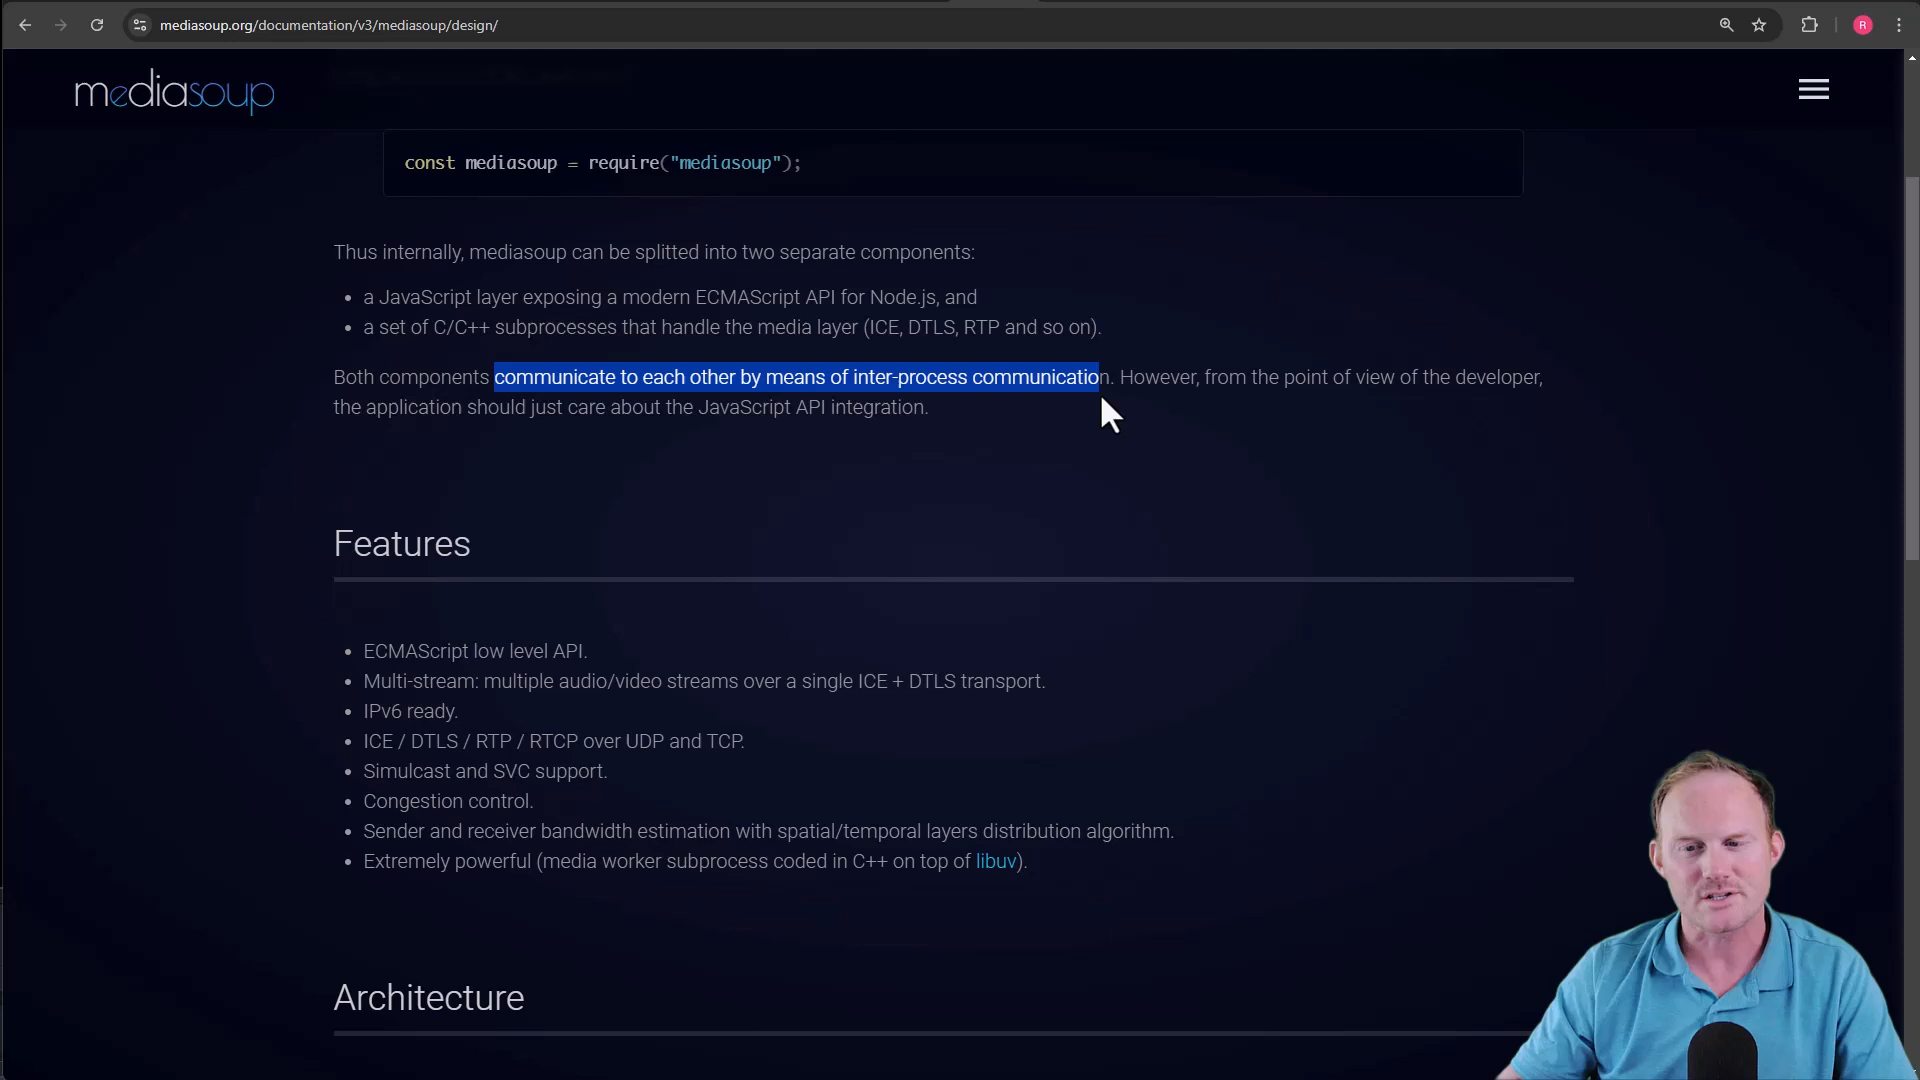 mediasoup.org/documentation/v3/mediasoup/design/
R
mediasoup
const mediasoup = require("mediasoup");
Thus internally, mediasoup can be splitted into two separate components:
• a JavaScript layer exposing a modern ECMAScript API for Node.js, and
• a set of C/C++ subprocesses that handle the media layer (ICE, DTLS, RTP and so on).
Both components communicate to each other by means of inter-process communication. However, from the point of view of the developer,
the application should just care about the JavaScript API integration.
Features
• ECMAScript low level API.
• Multi-stream: multiple audio/video streams over a single ICE + DTLS transport.
• IPv6 ready.
• ICE / DTLS / RTP / RTCP over UDP and TCP.
• Simulcast and SVC support.
• Congestion control.
• Sender and receiver bandwidth estimation with spatial/temporal layers distribution algorithm.
• Extremely powerful (media worker subprocess coded in C++ on top of libuv).
Architecture